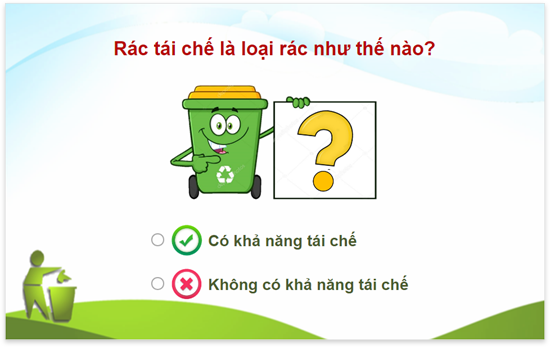 Rác tái chế là loại rác như thế nào?
Có khả năng tái chế
Không có khả năng tái chế